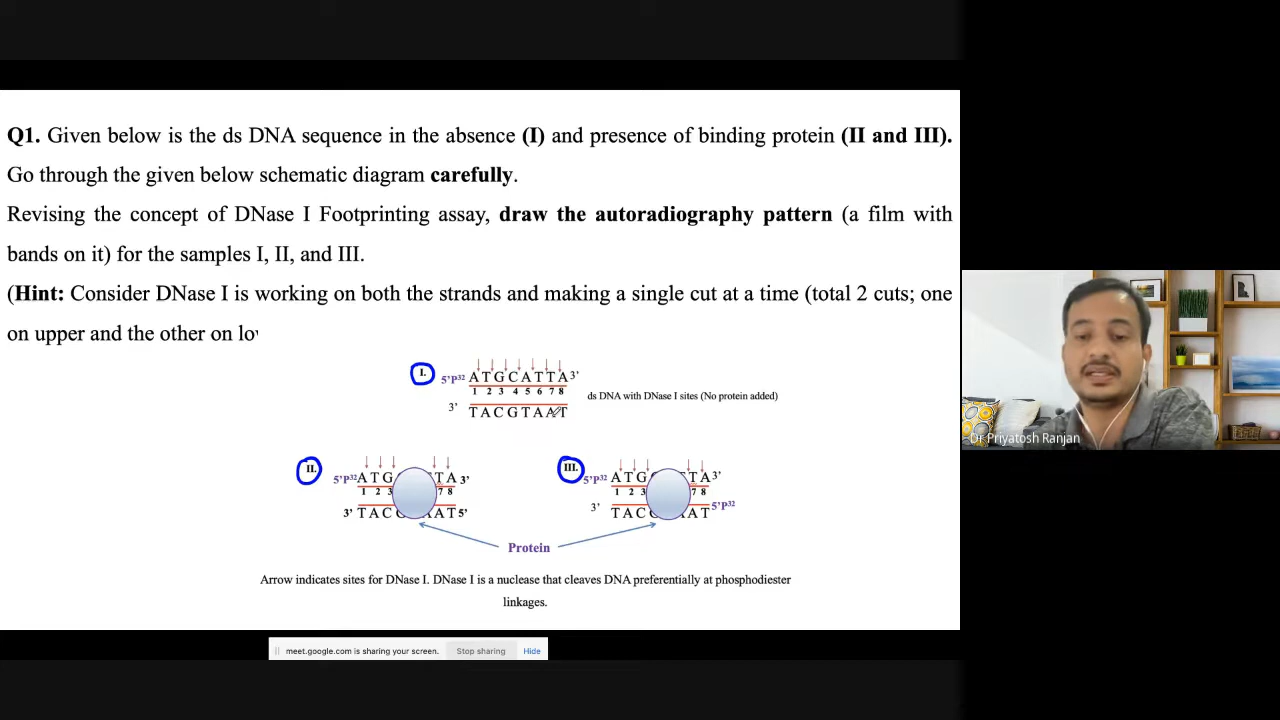 Q1. Given below is the ds DNA sequence in the absence (I) and presence of binding protein (II and III).
Go through the given below schematic diagram carefully.
Revising the concept of DNase I Footprinting assay, draw the autoradiography pattern (a film with
bands on it) for the samples I, II, and III.
(Hint: Consider DNase I is working on both the strands and making a single cut at a time (total 2 cuts; one
on upper and the other on lo
I. 5'P32 A T G C A T T A 3'
1 2 3 4 5 6 7 8
3' T A C G T A A T
ds DNA with DNase I sites (No protein added)
II. 5'P32 A T G T A 3'
1 2 3 7 8
3' T A C A T 5'
III. 5'P32 A T G T A 3'
1 2 3 7 8
3' T A C A T 5'P32
Protein
Arrow indicates sites for DNase I. DNase I is a nuclease that cleaves DNA preferentially at phosphodiester
linkages.
Dr Priyatosh Ranjan
meet.google.com is sharing your screen. Stop sharing Hide